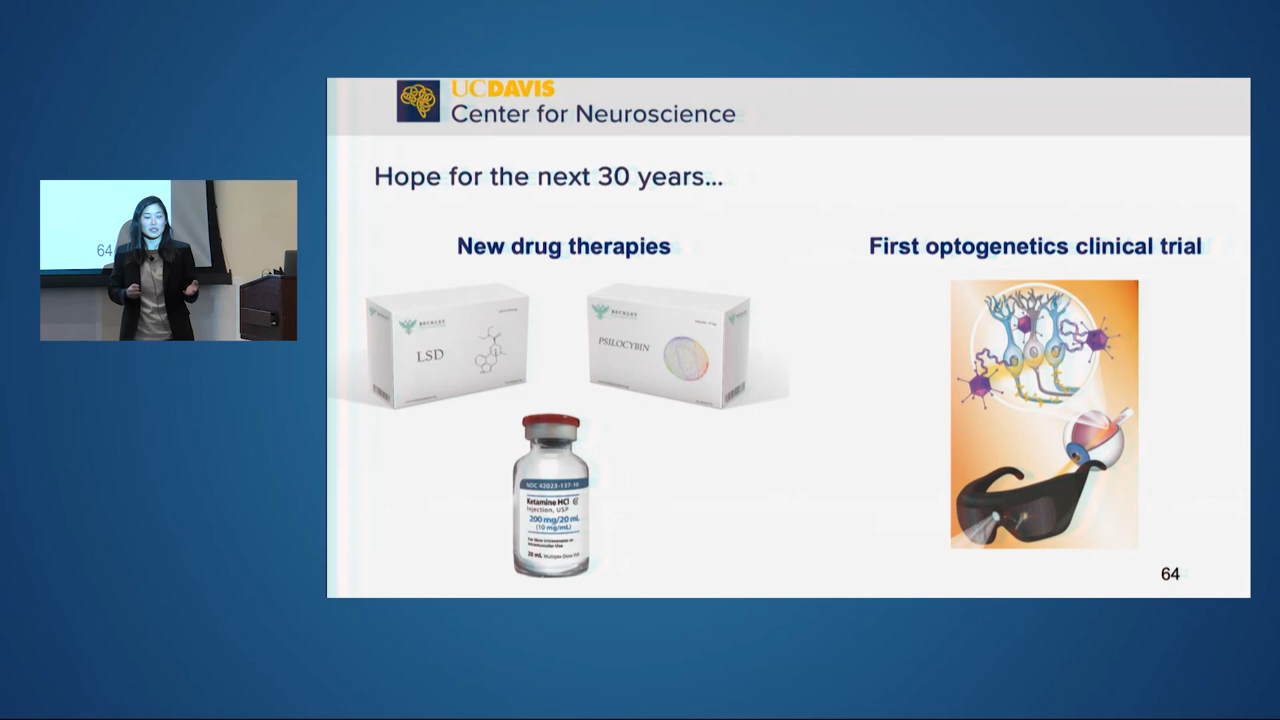 UCDAVIS
Center for Neuroscience
Hope for the next 30 years...
New drug therapies
First optogenetics clinical trial
BECKLEY
LSD
BECKLEY
PSILOCYBIN
NDC 42023-137-10
Ketamine HCl
Injection, USP
200 mg/20 mL
(10 mg/mL)
20 mL Multiple Dose Vial
64
64